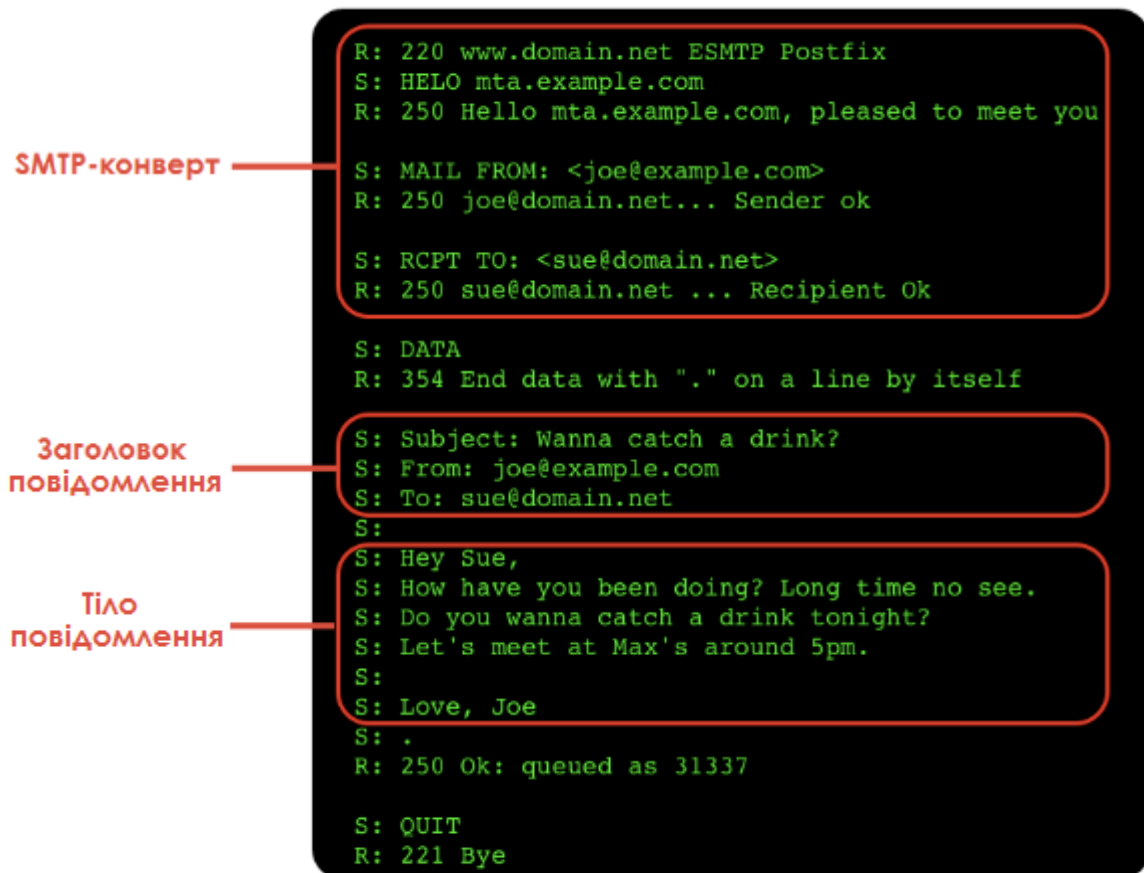 R: 220 www.domain.net ESMTP Postfix
S: HELO mta.example.com
R: 250 Hello mta.example.com, pleased to meet you
SMTP-конверт
S: MAIL FROM: <joe@example.com>
R: 250 joe@domain.net... Sender ok
S: RCPT TO: <sue@domain.net>
R: 250 sue@domain.net ... Recipient Ok
S: DATA
R: 354 End data with "." on a line by itself
Заголовок
повідомлення
S: Subject: Wanna catch a drink?
S: From: joe@example.com
S: To: sue@domain.net
S:
Тіло
повідомлення
S: Hey Sue,
S: How have you been doing? Long time no see.
S: Do you wanna catch a drink tonight?
S: Let's meet at Max's around 5pm.
S:
S: Love, Joe
S: .
R: 250 Ok: queued as 31337
S: QUIT
R: 221 Bye